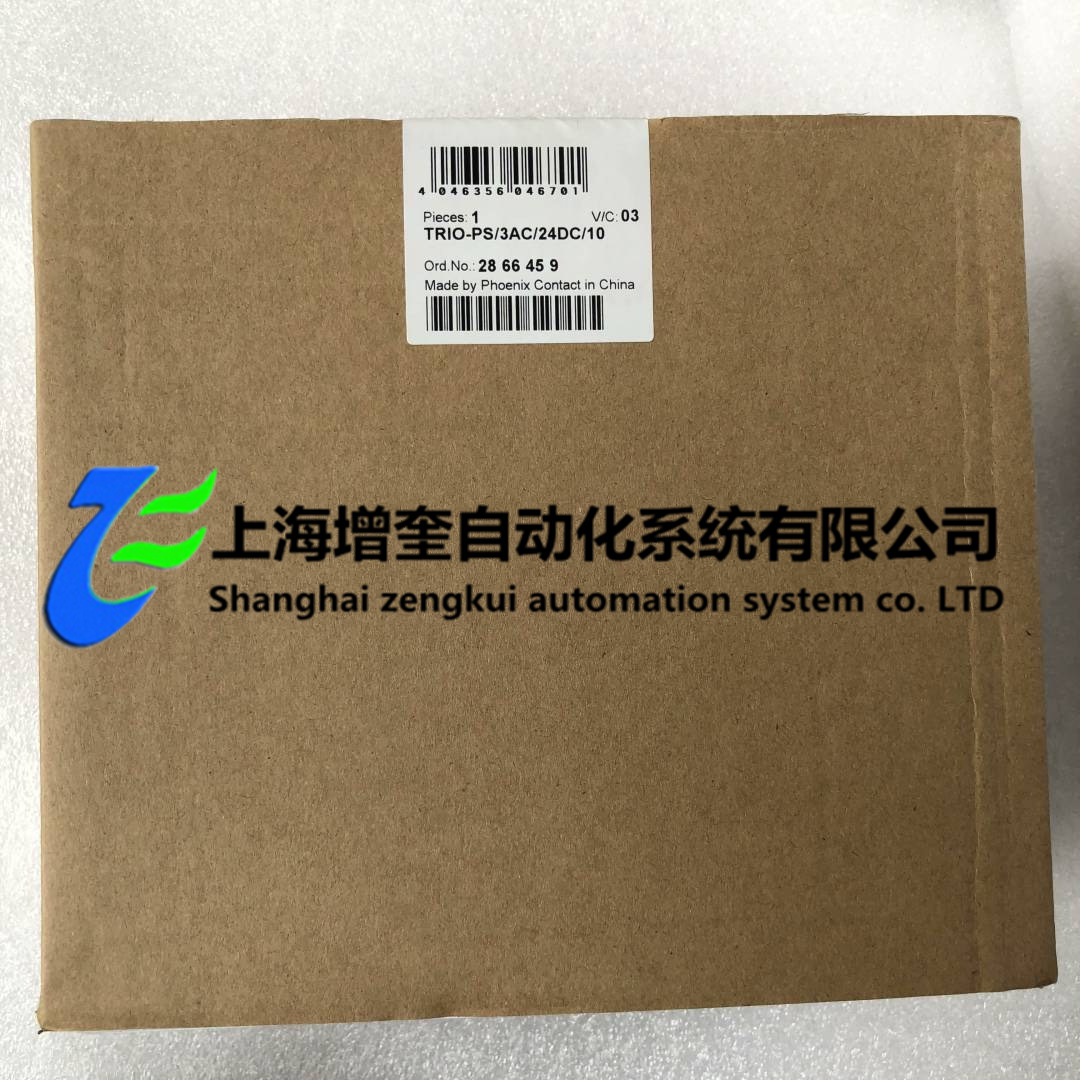 4 046356 046701
Pieces: 1 V/C: 03
TRIO-PS/3AC/24DC/10
Ord.No.: 28 66 45 9
Made by Phoenix Contact in China
上海增奎自动化系统有限公司
Shanghai zengkui automation system co. LTD